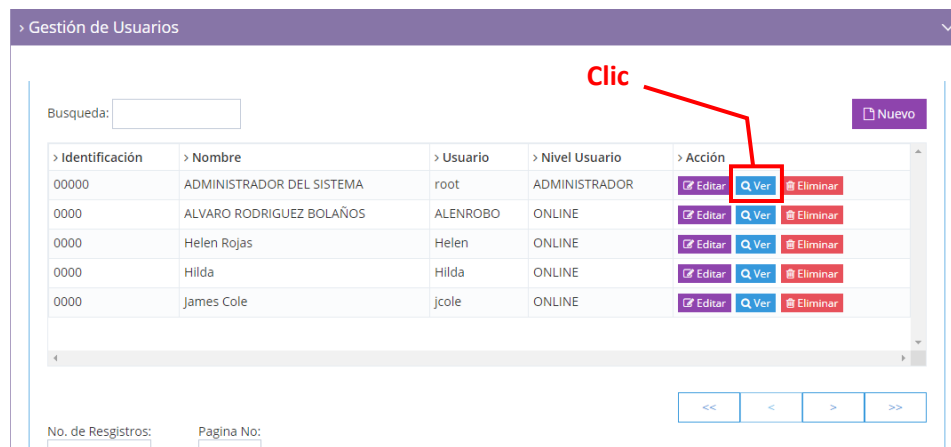 › Gestión de Usuarios
Clic
Busqueda:
Nuevo
› Identificación › Nombre › Usuario › Nivel Usuario › Acción
00000 ADMINISTRADOR DEL SISTEMA root ADMINISTRADOR Editar Ver Eliminar
0000 ALVARO RODRIGUEZ BOLAÑOS ALENROBO ONLINE Editar Ver Eliminar
0000 Helen Rojas Helen ONLINE Editar Ver Eliminar
0000 Hilda Hilda ONLINE Editar Ver Eliminar
0000 James Cole jcole ONLINE Editar Ver Eliminar
<< < > >>
No. de Resgistros: Pagina No: